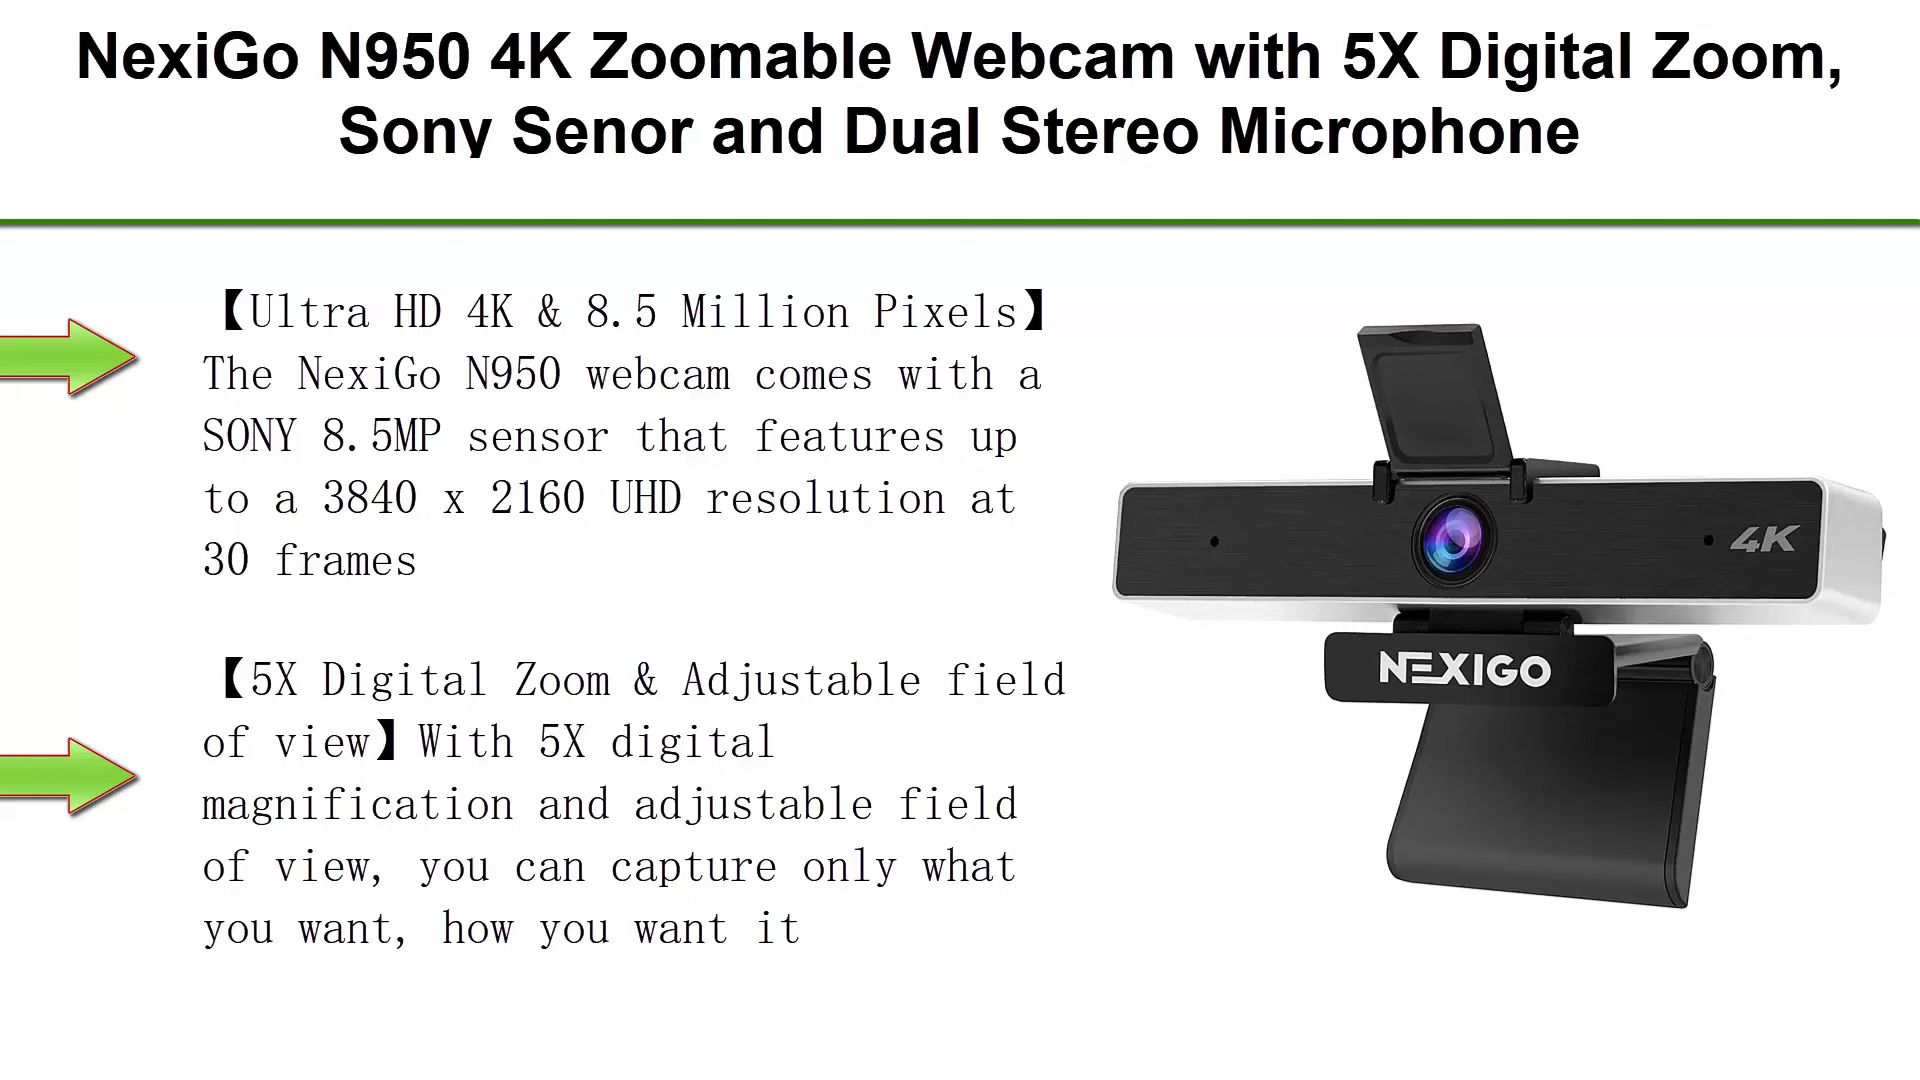 NexiGo N950 4K Zoomable Webcam with 5X Digital Zoom,
Sony Senor and Dual Stereo Microphone
【Ultra HD 4K & 8.5 Million Pixels】
The NexiGo N950 webcam comes with a
SONY 8.5MP sensor that features up
to a 3840 x 2160 UHD resolution at
30 frames
【5X Digital Zoom & Adjustable field
of view】With 5X digital
magnification and adjustable field
of view, you can capture only what
you want, how you want it
4K
NEXIGO